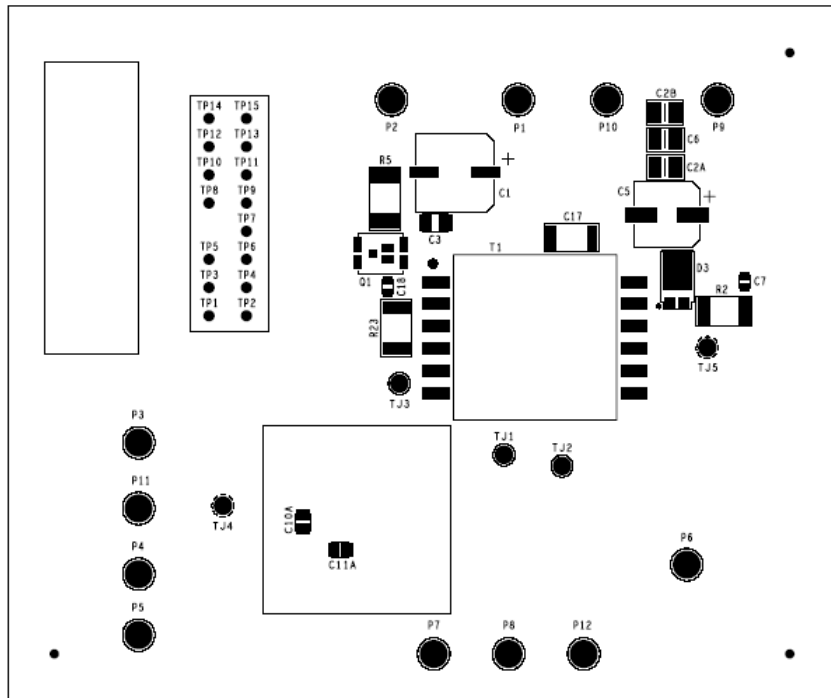 TP14 TP15
TP12 TP13
TP10 TP11
TP8 TP9
TP7
TP5 TP6
TP3 TP4
TP1 TP2
P2
P1
P10
P9
C2B
C6
C2A
R5
C1
C5
C3
C17
T1
Q1
C18
R23
D3
C7
R2
TJ3
TJ5
P3
P11
P4
P5
TJ4
TJ1
TJ2
C10A
C11A
P6
P7
P8
P12